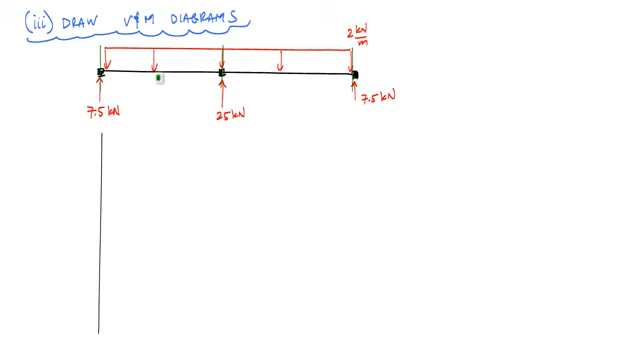 (iii) DRAW V&M DIAGRAMS
2 kN/m
7.5 kN
25 kN
7.5 kN